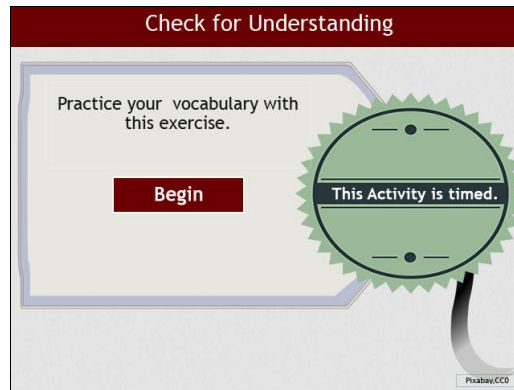 Check for Understanding
Practice your vocabulary with
this exercise.
Begin
This Activity is timed.
Pixabay,CC0